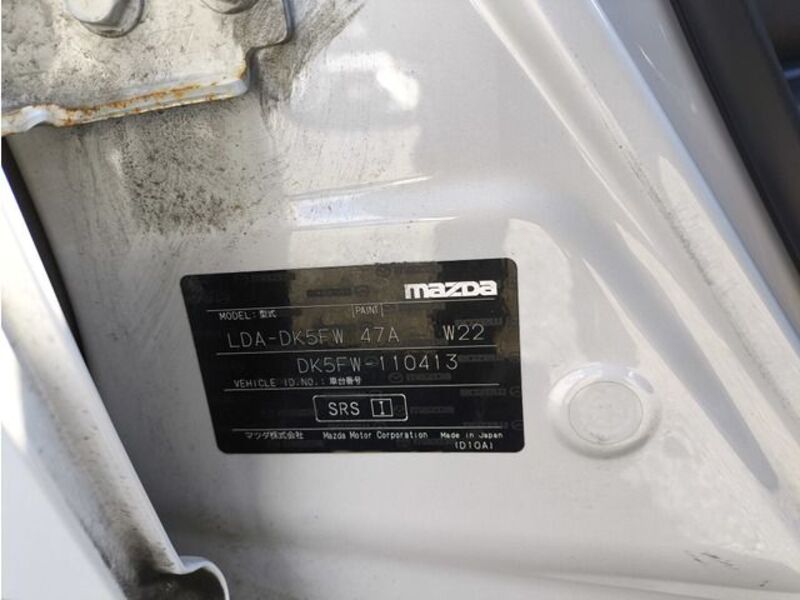 mazda
MODEL: 型式 [PAINT]
LDA-DK5FW 47A W22
DK5FW-110413
VEHICLE ID.NO.: 車台番号
SRS I
マツダ株式会社 Mazda Motor Corporation Made in Japan
(D10A)